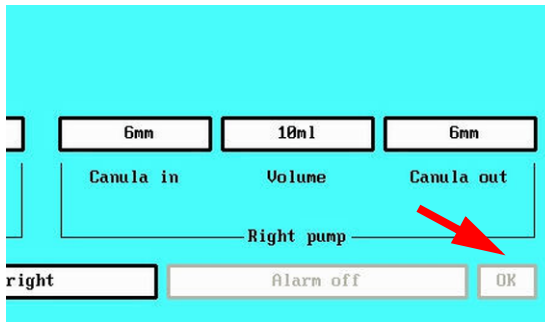 6mm 10ml 6mm
Canula in Volume Canula out
Right pump
right Alarm off OK